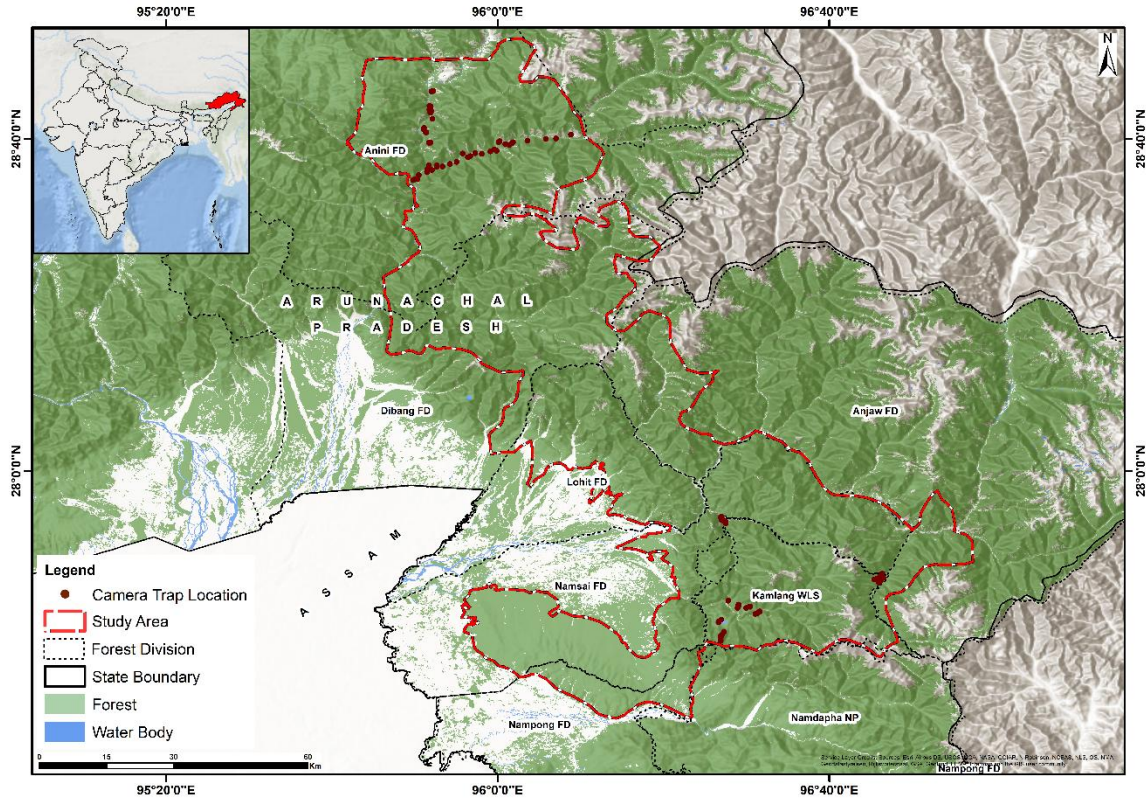 95°20'0"E 96°0'0"E 96°40'0"E
N
28°40'0"N 28°40'0"N
Anini FD
A R U N A C H A L
P R A D E S H
Dibang FD
Anjaw FD
28°0'0"N 28°0'0"N
Lohit FD
A S S A M
Namsai FD
Kamlang WLS
Nampong FD
Namdapha NP
Nampong FD
Legend
Camera Trap Location
Study Area
Forest Division
State Boundary
Forest
Water Body
0 15 30 60
Km
95°20'0"E 96°0'0"E 96°40'0"E